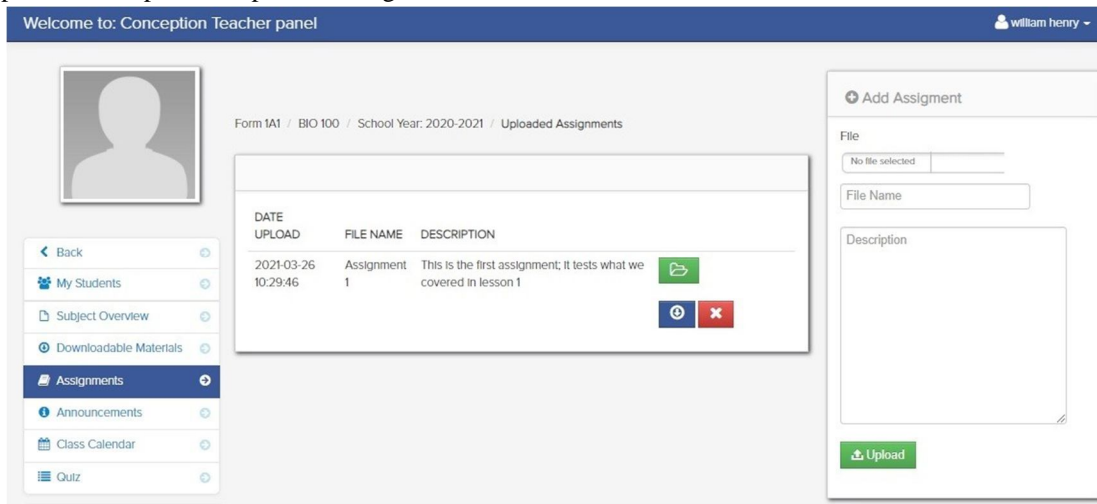 Welcome to: Conception Teacher panel
william henry
Form 1A1 / BIO 100 / School Year: 2020-2021 / Uploaded Assignments
DATE
UPLOAD FILE NAME DESCRIPTION
2021-03-26 Assignment This is the first assignment; it tests what we
10:29:46 1 covered in lesson 1
Back
My Students
Subject Overview
Downloadable Materials
Assignments
Announcements
Class Calendar
Quiz
Add Assigment
File
No file selected
File Name
Description
Upload